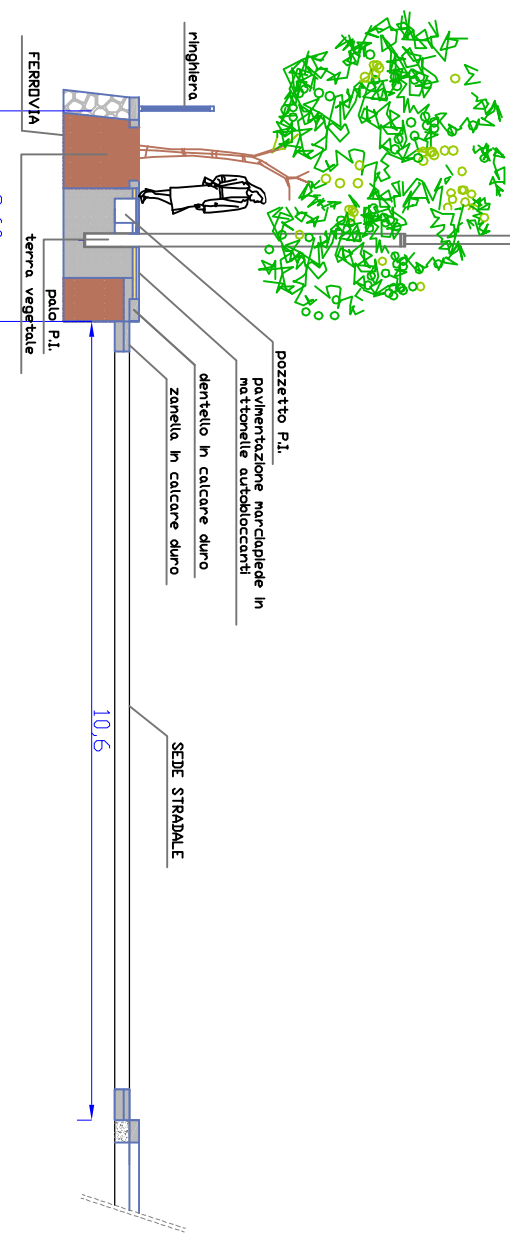 ringhiera
FERROVIA
terra vegetale
palo P.I.
pozzetto P.I.
pavimentazione marciapiede in
mattonelle autobloccanti
dentello in calcare duro
zanella in calcare duro
SEDE STRADALE
10,6